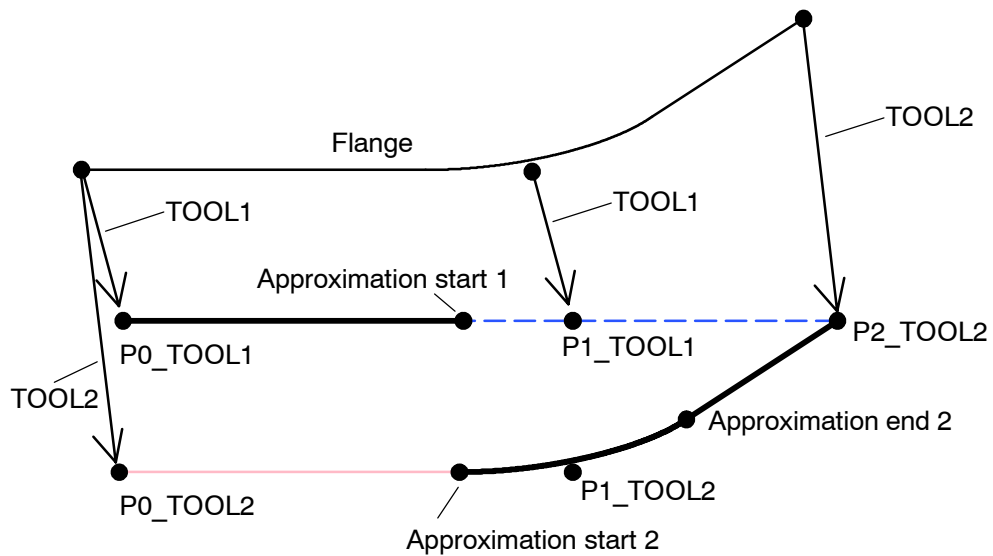 TOOL2
Flange
TOOL1
TOOL1
Approximation start 1
P0_TOOL1
P1_TOOL1
P2_TOOL2
TOOL2
Approximation end 2
P0_TOOL2
P1_TOOL2
Approximation start 2